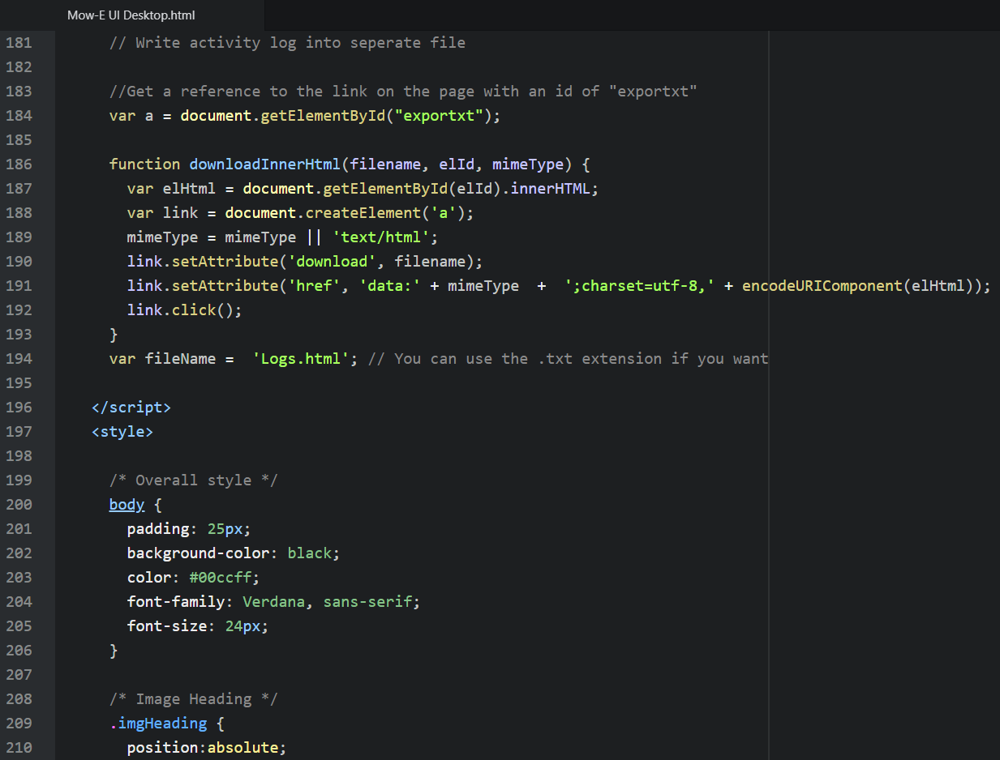 Mow-E UI Desktop.html
181 // Write activity log into seperate file
182
183 //Get a reference to the link on the page with an id of "exportxt"
184 var a = document.getElementById("exportxt");
185
186 function downloadInnerHtml(filename, elId, mimeType) {
187 var elHtml = document.getElementById(elId).innerHTML;
188 var link = document.createElement('a');
189 mimeType = mimeType || 'text/html';
190 link.setAttribute('download', filename);
191 link.setAttribute('href', 'data:' + mimeType  +  ';charset=utf-8,' + encodeURIComponent(elHtml));
192 link.click();
193 }
194 var fileName =  'Logs.html'; // You can use the .txt extension if you want
195
196 </script>
197 <style>
198
199 /* Overall style */
200 body {
201 padding: 25px;
202 background-color: black;
203 color: #00ccff;
204 font-family: Verdana, sans-serif;
205 font-size: 24px;
206 }
207
208 /* Image Heading */
209 .imgHeading {
210 position:absolute;